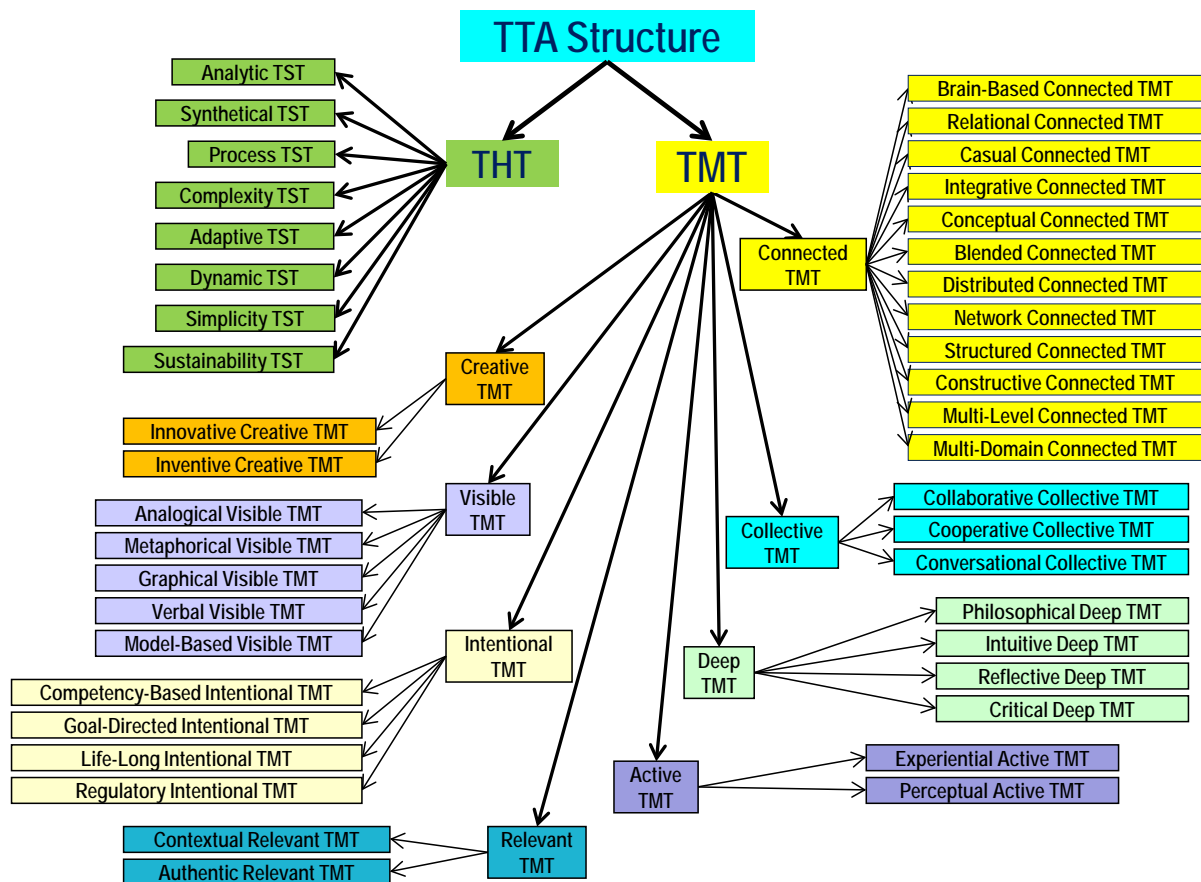 TTA Structure
THT
TMT
Analytic TST
Synthetical TST
Process TST
Complexity TST
Adaptive TST
Dynamic TST
Simplicity TST
Sustainability TST
Connected
TMT
Brain-Based Connected TMT
Relational Connected TMT
Casual Connected TMT
Integrative Connected TMT
Conceptual Connected TMT
Blended Connected TMT
Distributed Connected TMT
Network Connected TMT
Structured Connected TMT
Constructive Connected TMT
Multi-Level Connected TMT
Multi-Domain Connected TMT
Creative
TMT
Innovative Creative TMT
Inventive Creative TMT
Visible
TMT
Analogical Visible TMT
Metaphorical Visible TMT
Graphical Visible TMT
Verbal Visible TMT
Model-Based Visible TMT
Collective
TMT
Collaborative Collective TMT
Cooperative Collective TMT
Conversational Collective TMT
Intentional
TMT
Competency-Based Intentional TMT
Goal-Directed Intentional TMT
Life-Long Intentional TMT
Regulatory Intentional TMT
Deep
TMT
Philosophical Deep TMT
Intuitive Deep TMT
Reflective Deep TMT
Critical Deep TMT
Active
TMT
Experiential Active TMT
Perceptual Active TMT
Relevant
TMT
Contextual Relevant TMT
Authentic Relevant TMT